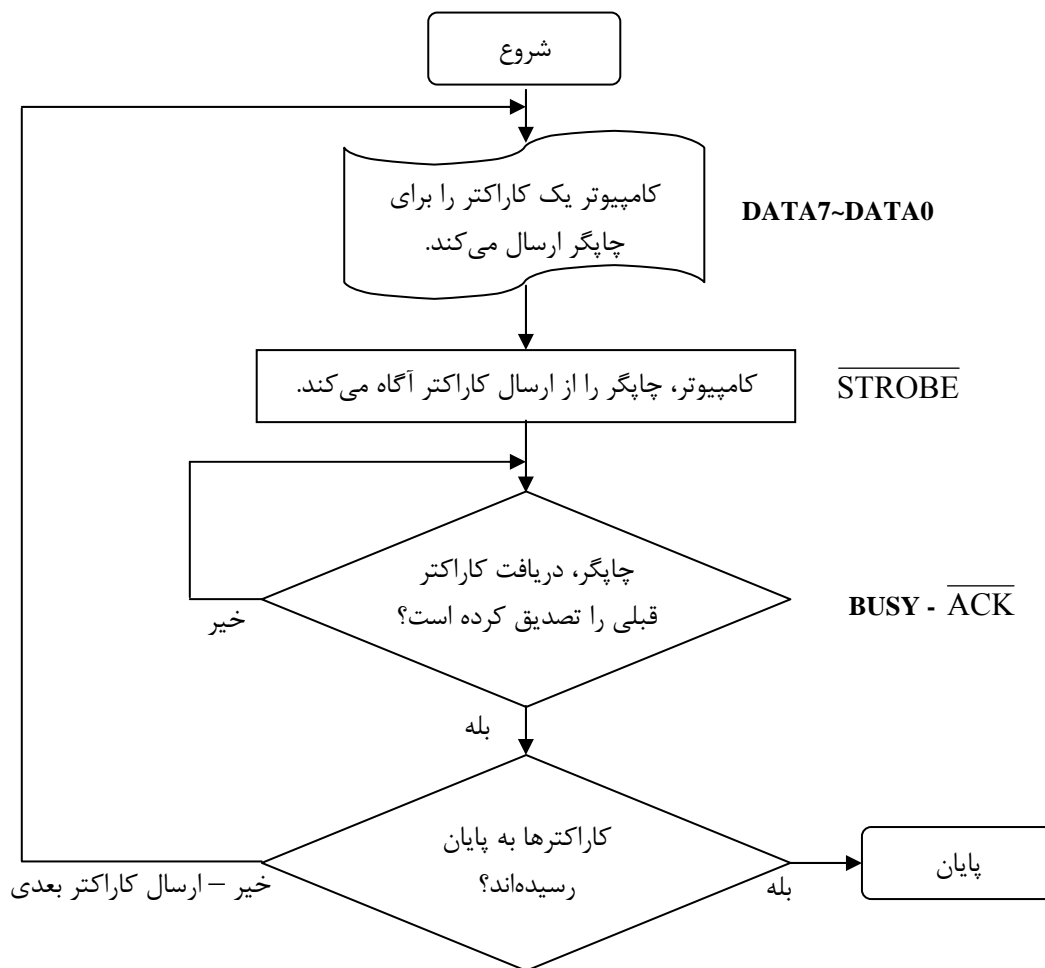 شروع
کامپیوتر یک کاراکتر را برای
چاپگر ارسال می‌کند.
DATA7~DATA0
کامپیوتر، چاپگر را از ارسال کاراکتر آگاه می‌کند.
STROBE
چاپگر، دریافت کاراکتر
قبلی را تصدیق کرده است؟
BUSY - ACK
خیر
بله
کاراکترها به پایان
رسیده‌اند؟
پایان
بله
خیر – ارسال کاراکتر بعدی